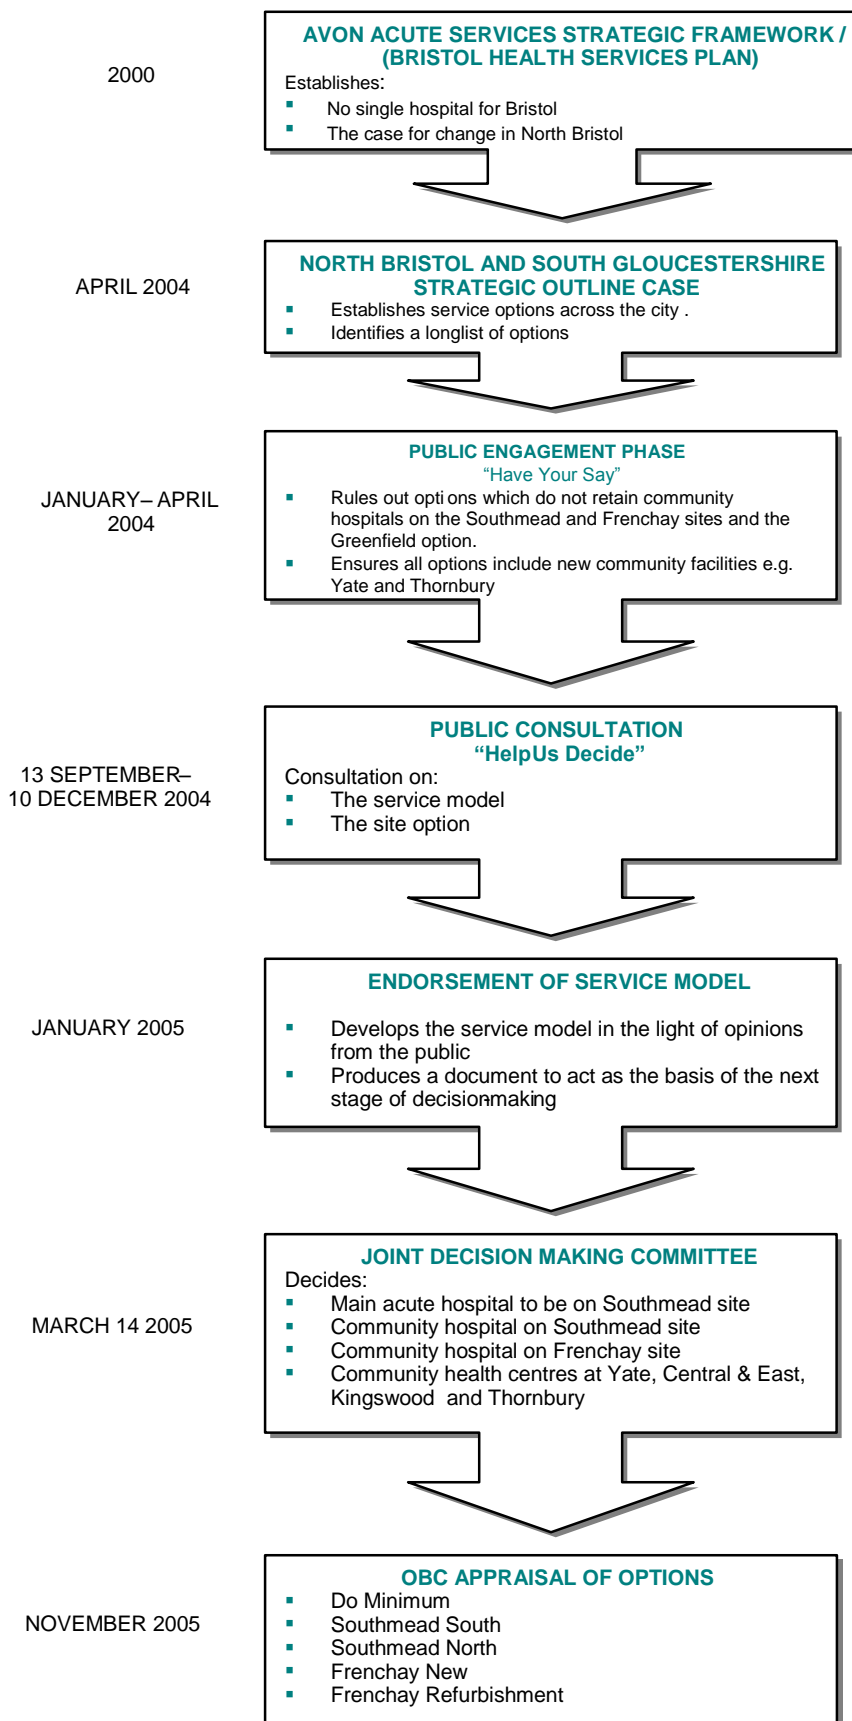 AVON ACUTE SERVICES STRATEGIC FRAMEWORK /
(BRISTOL HEALTH SERVICES PLAN)
2000
Establishes:
▪ No single hospital for Bristol
▪ The case for change in North Bristol
NORTH BRISTOL AND SOUTH GLOUCESTERSHIRE
STRATEGIC OUTLINE CASE
APRIL 2004
▪ Establishes service options across the city .
▪ Identifies a longlist of options
PUBLIC ENGAGEMENT PHASE
“Have Your Say”
JANUARY– APRIL
2004
▪ Rules out options which do not retain community
hospitals on the Southmead and Frenchay sites and the
Greenfield option.
▪ Ensures all options include new community facilities e.g.
Yate and Thornbury
PUBLIC CONSULTATION
“HelpUs Decide”
13 SEPTEMBER–
10 DECEMBER 2004
Consultation on:
▪ The service model
▪ The site option
ENDORSEMENT OF SERVICE MODEL
JANUARY 2005
▪ Develops the service model in the light of opinions
from the public
▪ Produces a document to act as the basis of the next
stage of decision-making
JOINT DECISION MAKING COMMITTEE
MARCH 14 2005
Decides:
▪ Main acute hospital to be on Southmead site
▪ Community hospital on Southmead site
▪ Community hospital on Frenchay site
▪ Community health centres at Yate, Central & East,
Kingswood and Thornbury
OBC APPRAISAL OF OPTIONS
NOVEMBER 2005
▪ Do Minimum
▪ Southmead South
▪ Southmead North
▪ Frenchay New
▪ Frenchay Refurbishment